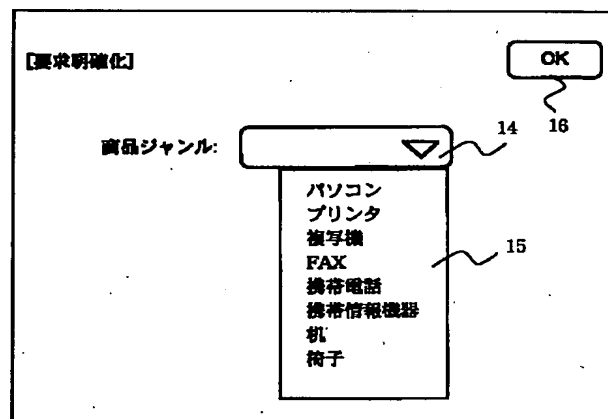 [要求明確化]
OK
16
商品ジャンル:
14
パソコン
プリンタ
複写機
FAX
携帯電話
携帯情報機器
机
椅子
15